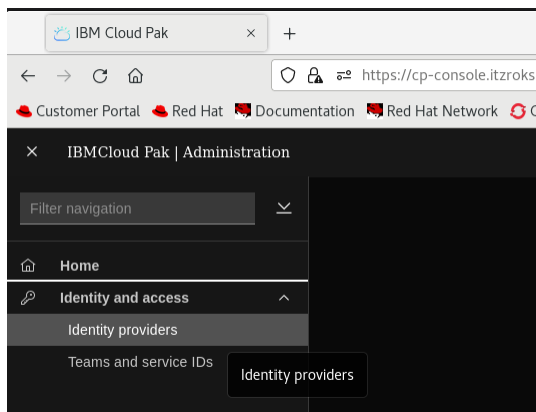 IBM Cloud Pak
https://cp-console.itzroks
Customer Portal Red Hat Documentation Red Hat Network
IBMCloud Pak | Administration
Filter navigation
Home
Identity and access
Identity providers
Teams and service IDs
Identity providers